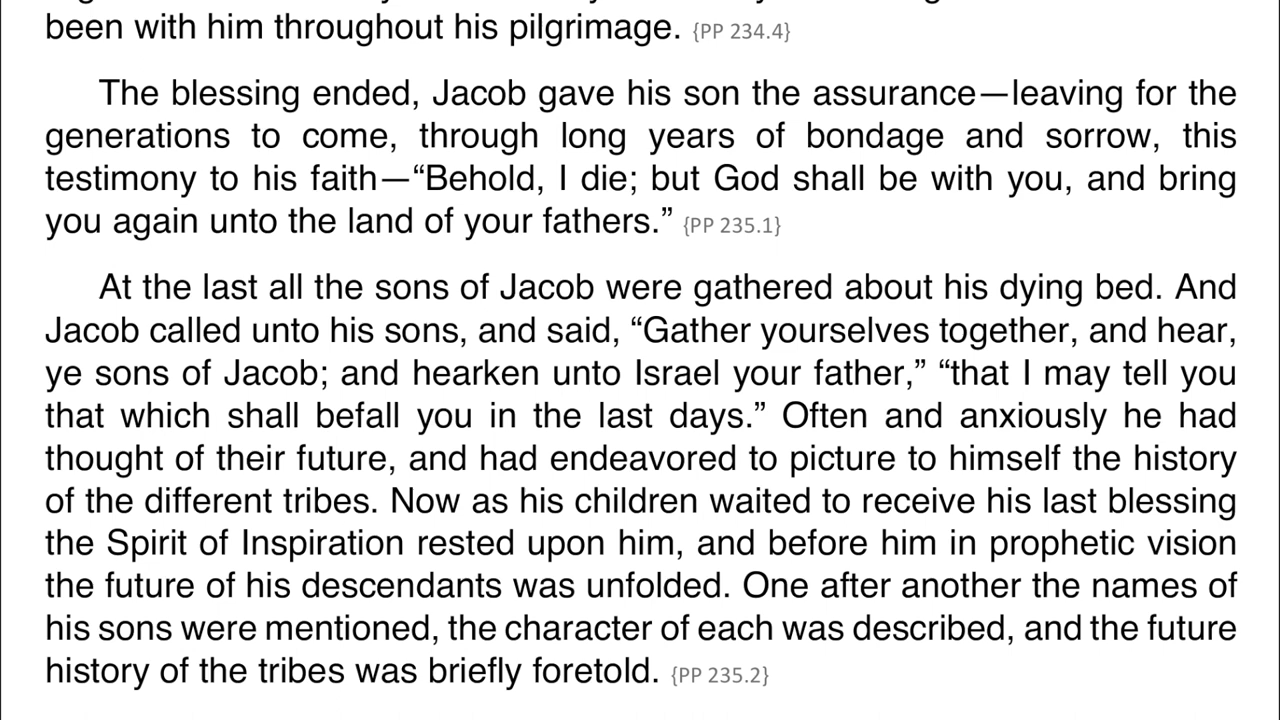 been with him throughout his pilgrimage. {PP 234.4}
The blessing ended, Jacob gave his son the assurance—leaving for the
generations to come, through long years of bondage and sorrow, this
testimony to his faith—“Behold, I die; but God shall be with you, and bring
you again unto the land of your fathers.” {PP 235.1}
At the last all the sons of Jacob were gathered about his dying bed. And
Jacob called unto his sons, and said, “Gather yourselves together, and hear,
ye sons of Jacob; and hearken unto Israel your father,” “that I may tell you
that which shall befall you in the last days.” Often and anxiously he had
thought of their future, and had endeavored to picture to himself the history
of the different tribes. Now as his children waited to receive his last blessing
the Spirit of Inspiration rested upon him, and before him in prophetic vision
the future of his descendants was unfolded. One after another the names of
his sons were mentioned, the character of each was described, and the future
history of the tribes was briefly foretold. {PP 235.2}